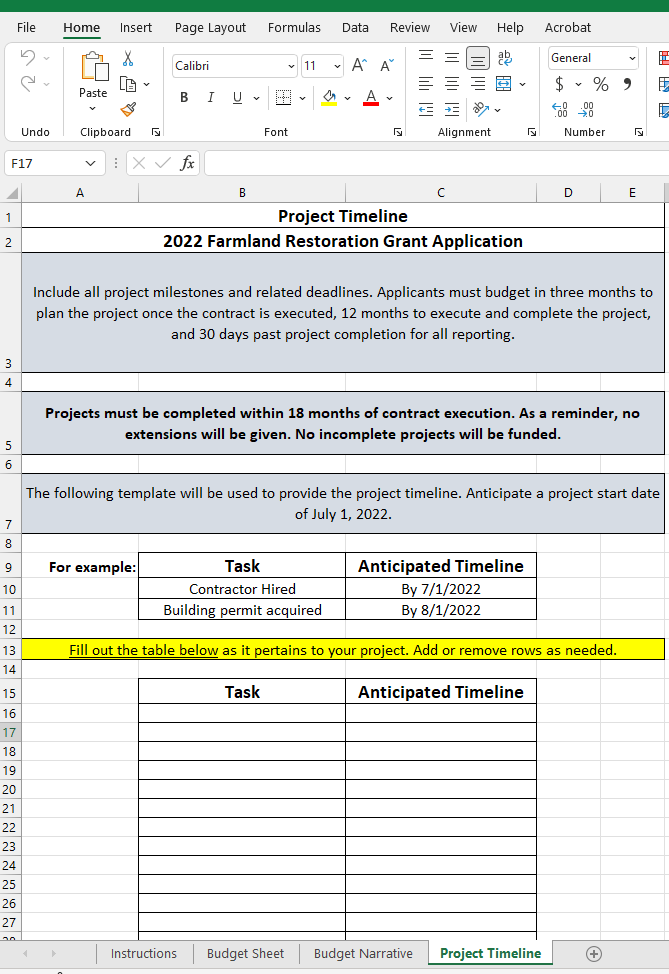 File Home Insert Page Layout Formulas Data Review View Help Acrobat
Calibri 11 A A ab General
Paste
B I U A $ % 9
Undo Clipboard Font Alignment Number
F17 fx
A B C D E
1 Project Timeline
2 2022 Farmland Restoration Grant Application
Include all project milestones and related deadlines. Applicants must budget in three months to
plan the project once the contract is executed, 12 months to execute and complete the project,
and 30 days past project completion for all reporting.
3
4
Projects must be completed within 18 months of contract execution. As a reminder, no
extensions will be given. No incomplete projects will be funded.
5
6
The following template will be used to provide the project timeline. Anticipate a project start date
of July 1, 2022.
7
8
9 For example: Task Anticipated Timeline
10 Contractor Hired By 7/1/2022
11 Building permit acquired By 8/1/2022
12
13 Fill out the table below as it pertains to your project. Add or remove rows as needed.
14
15 Task Anticipated Timeline
16
17
18
19
20
21
22
23
24
25
26
27
Instructions Budget Sheet Budget Narrative Project Timeline